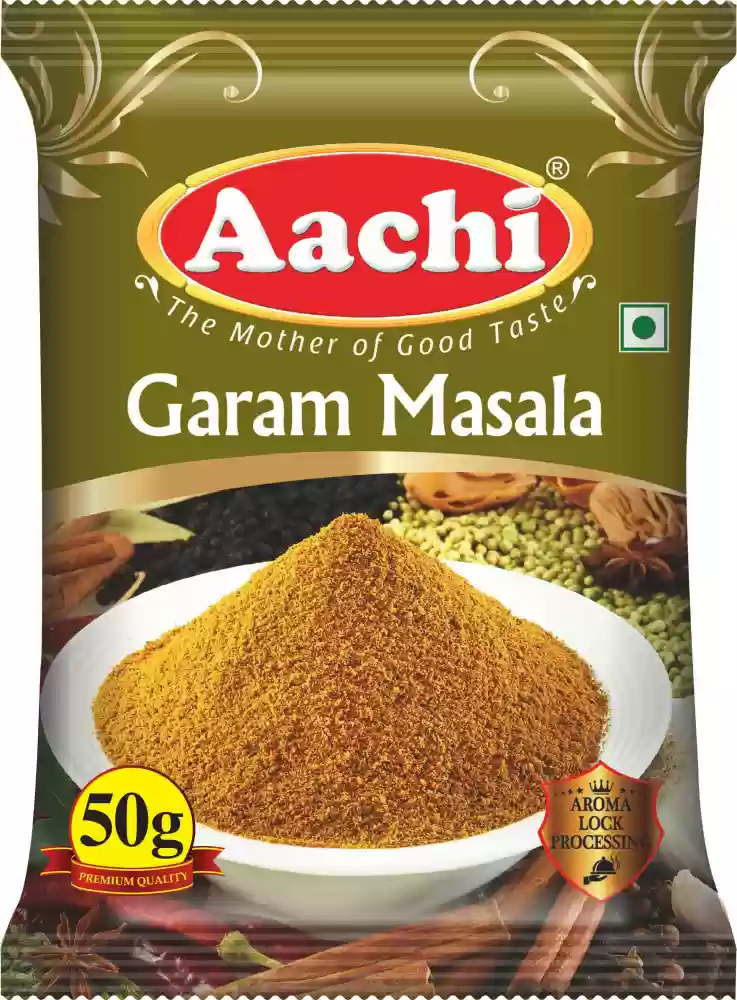 Aachi®
The Mother of Good Taste
Garam Masala
50g
PREMIUM QUALITY
AROMA
LOCK
PROCESSING